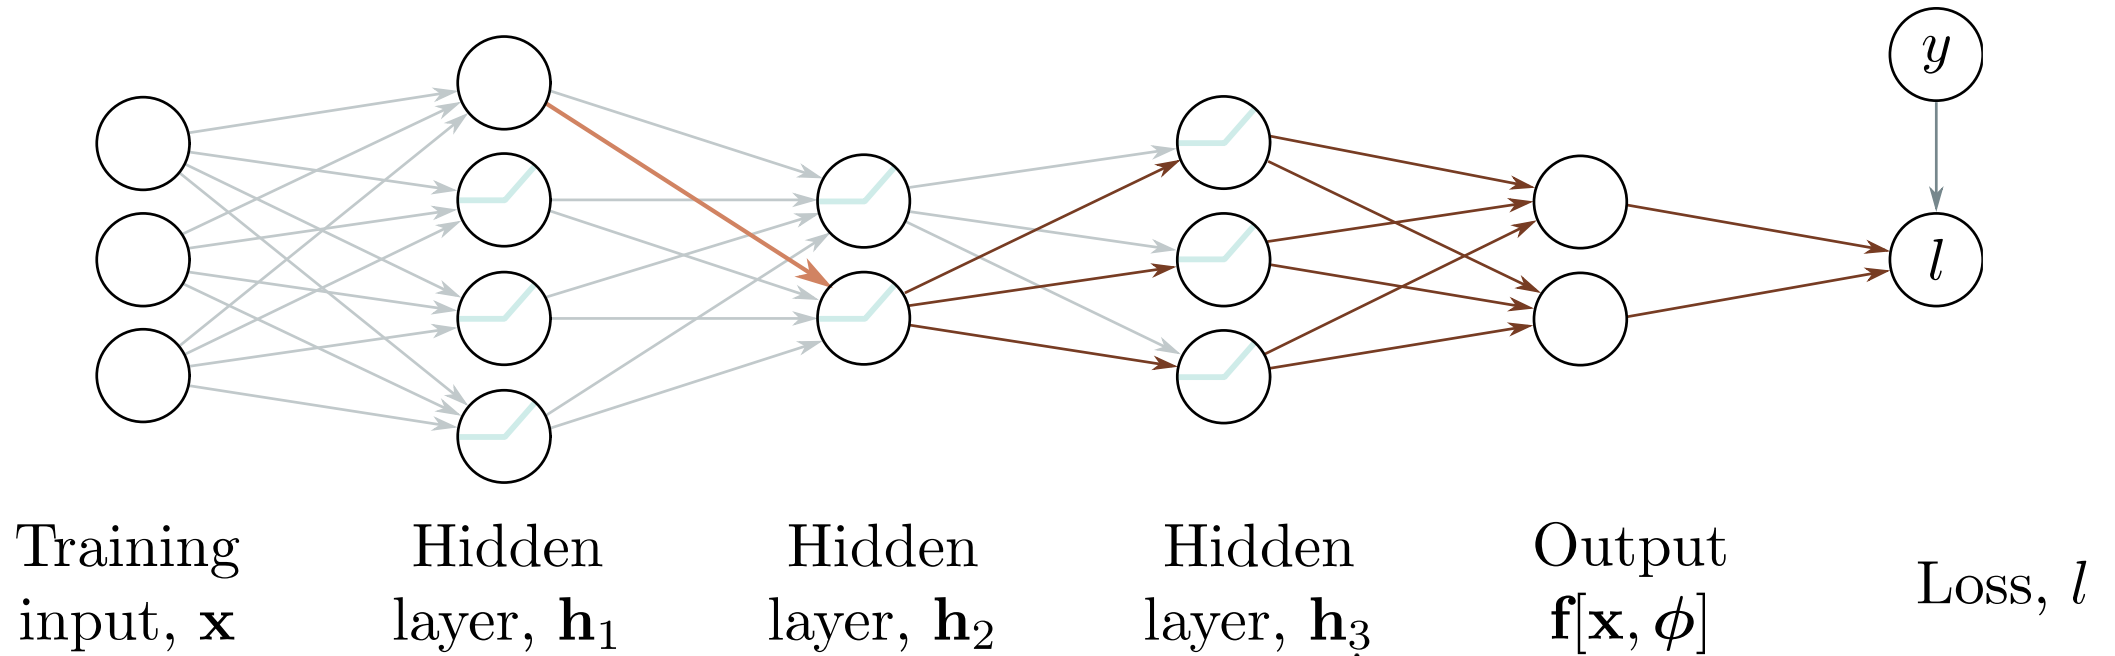 y
l
Training Hidden Hidden Hidden Output
input, x layer, h₁ layer, h₂ layer, h₃ f[x, ϕ]
Loss, l